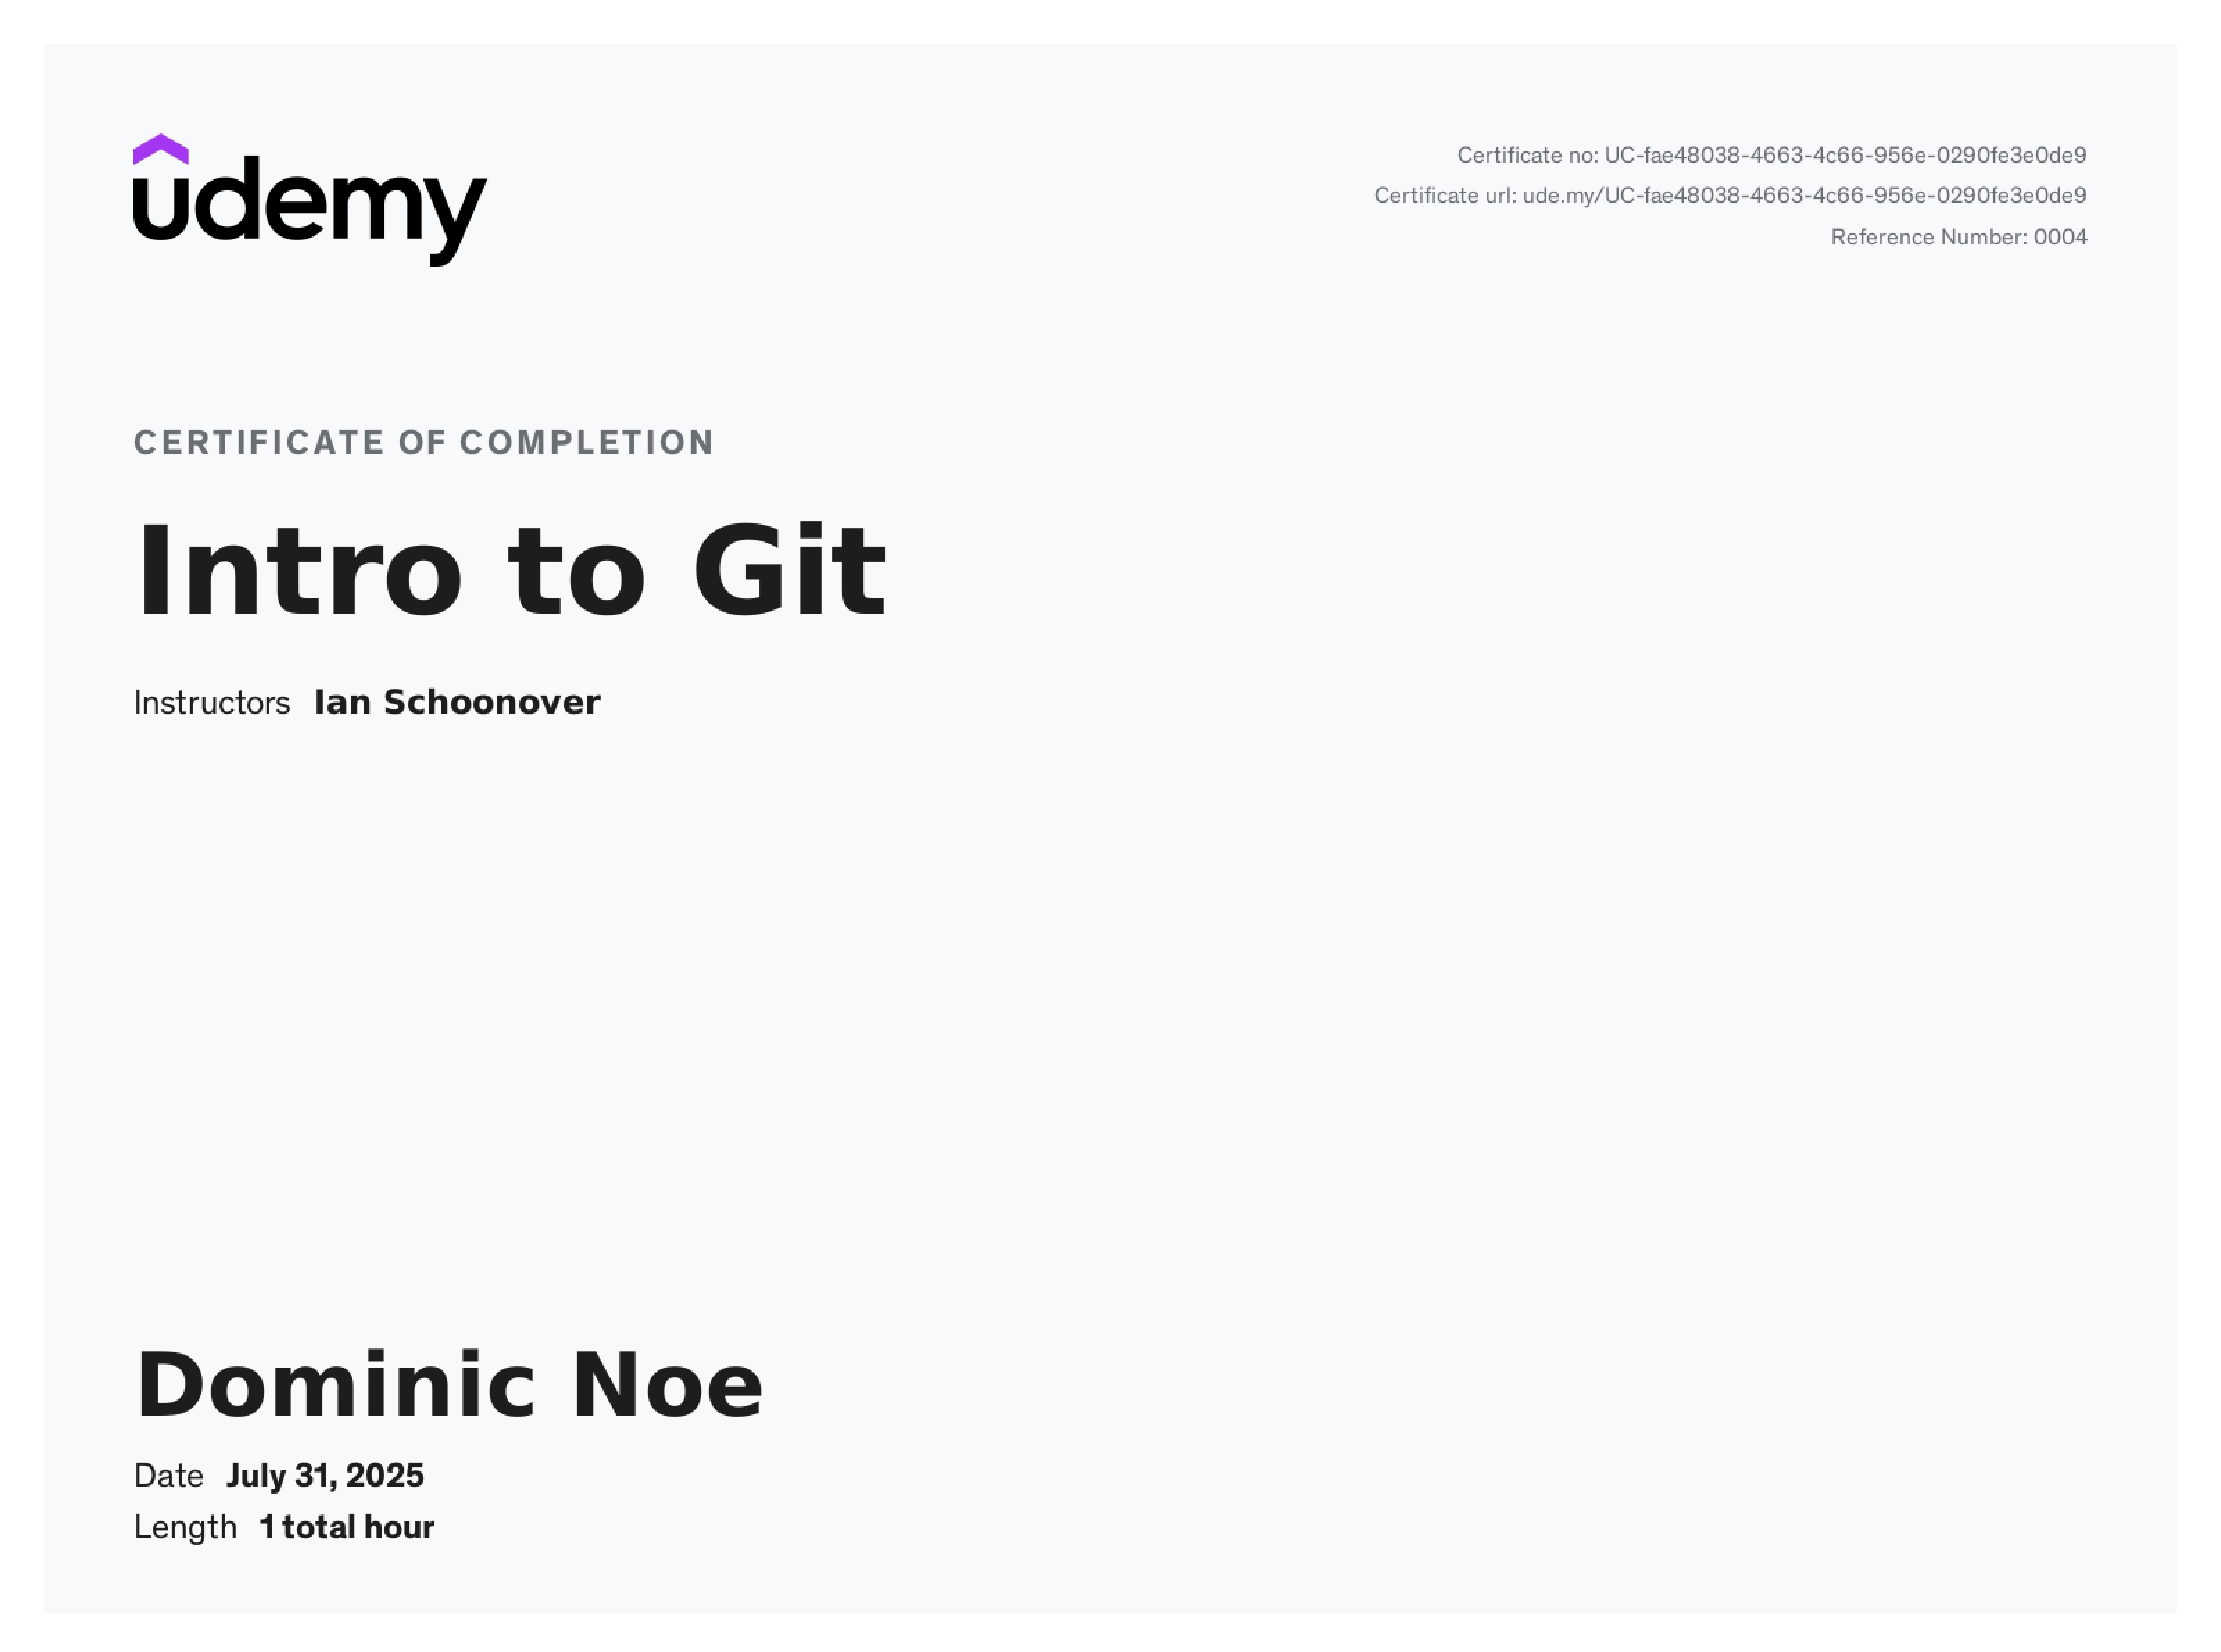 udemy
Certificate no: UC-fae48038-4663-4c66-956e-0290fe3e0de9
Certificate url: ude.my/UC-fae48038-4663-4c66-956e-0290fe3e0de9
Reference Number: 0004
CERTIFICATE OF COMPLETION
Intro to Git
Instructors Ian Schoonover
Dominic Noe
Date July 31, 2025
Length 1 total hour